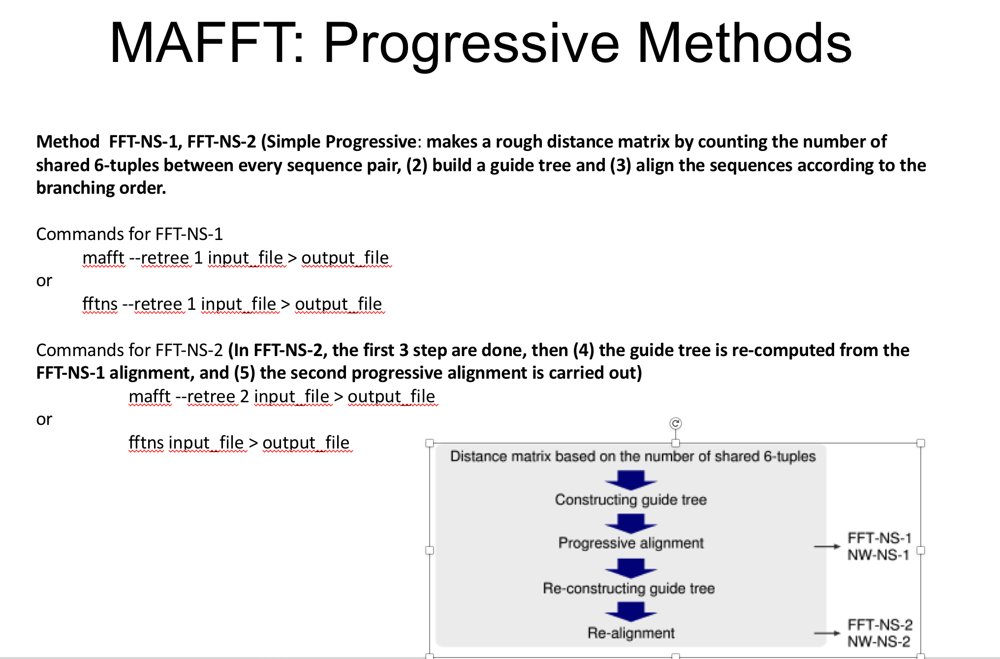 MAFFT: Progressive Methods
Method  FFT-NS-1, FFT-NS-2 (Simple Progressive: makes a rough distance matrix by counting the number of
shared 6-tuples between every sequence pair, (2) build a guide tree and (3) align the sequences according to the
branching order.
Commands for FFT-NS-1
mafft --retree 1 input_file > output_file
or
fftns --retree 1 input_file > output_file
Commands for FFT-NS-2 (In FFT-NS-2, the first 3 step are done, then (4) the guide tree is re-computed from the
FFT-NS-1 alignment, and (5) the second progressive alignment is carried out)
mafft --retree 2 input_file > output_file
or
fftns input_file > output_file
Distance matrix based on the number of shared 6-tuples
Constructing guide tree
Progressive alignment
FFT-NS-1
NW-NS-1
Re-constructing guide tree
Re-alignment
FFT-NS-2
NW-NS-2